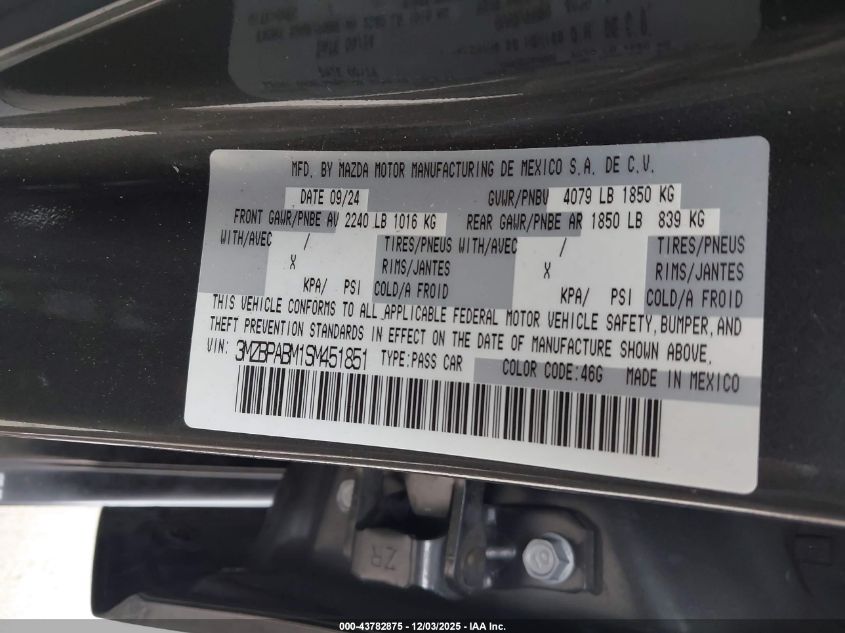 MFD. BY MAZDA MOTOR MANUFACTURING DE MEXICO S.A. DE C.V.
DATE 09/24 GVWR/PNBV 4079 LB 1850 KG
FRONT GAWR/PNBE AV 2240 LB 1016 KG REAR GAWR/PNBE AR 1850 LB 839 KG
WITH/AVEC / TIRES/PNEUS WITH/AVEC / TIRES/PNEUS
X RIMS/JANTES X RIMS/JANTES
KPA/ PSI COLD/A FROID KPA/ PSI COLD/A FROID
THIS VEHICLE CONFORMS TO ALL APPLICABLE FEDERAL MOTOR VEHICLE SAFETY, BUMPER, AND
THEFT PREVENTION STANDARDS IN EFFECT ON THE DATE OF MANUFACTURE SHOWN ABOVE.
VIN: 3MZBPABM1SM451851 TYPE:PASS CAR COLOR CODE:46G MADE IN MEXICO
ZR
000-43782875 - 12/03/2025 - IAA Inc.